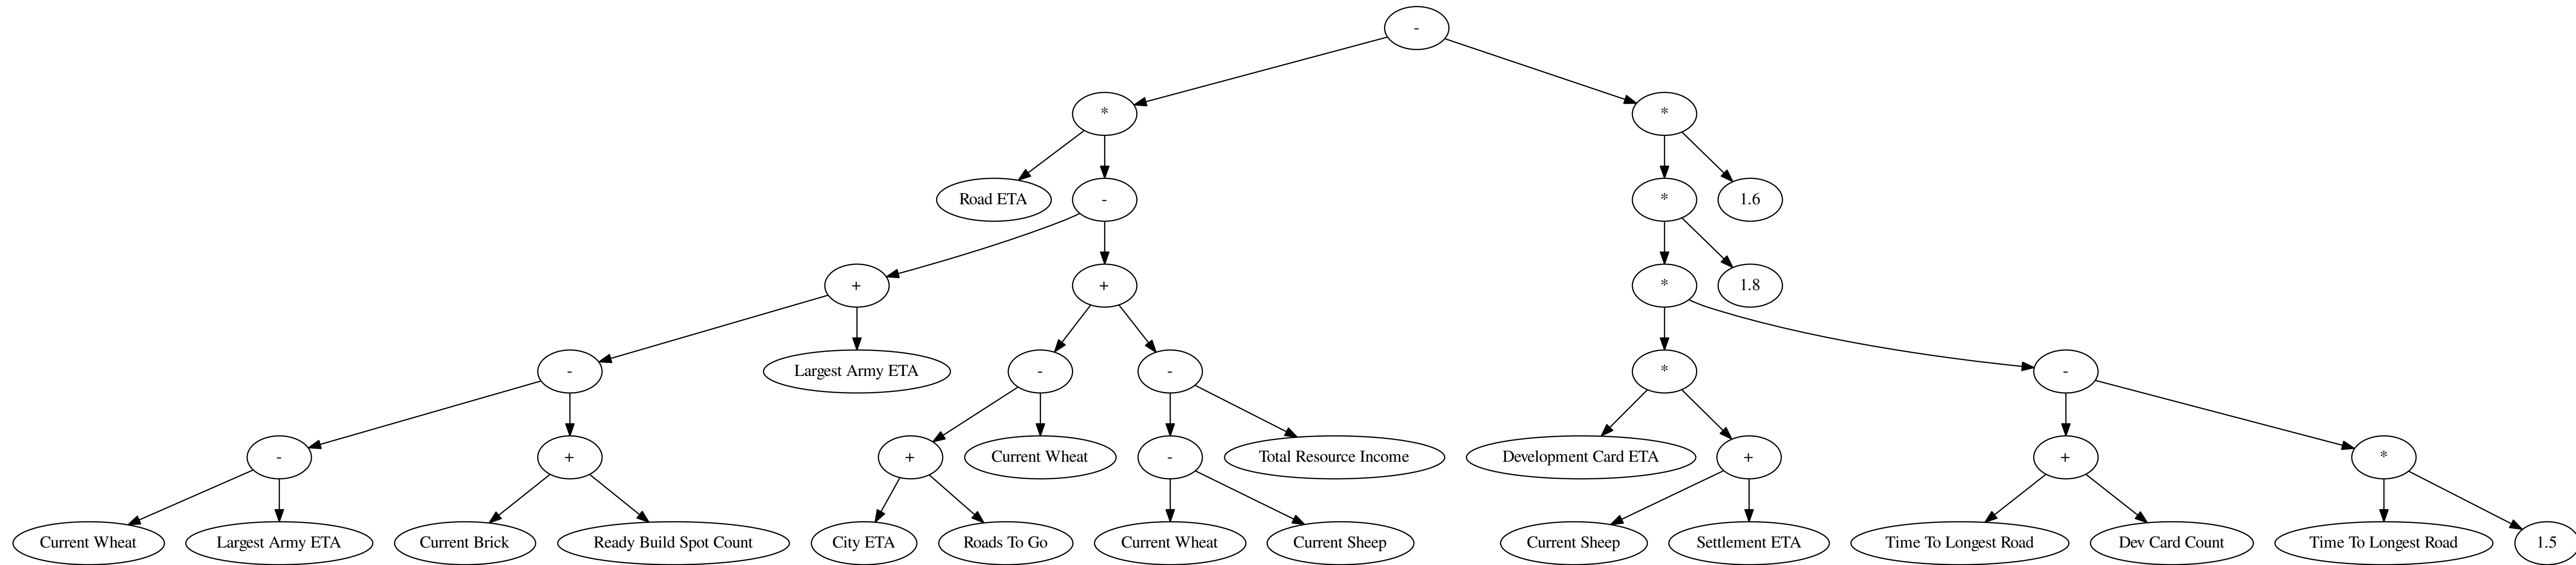 -
*
*
Road ETA
-
*
1.6
+
+
*
1.8
-
Largest Army ETA
-
-
*
-
-
+
+
Current Wheat
-
Total Resource Income
Development Card ETA
+
+
*
Current Wheat
Largest Army ETA
Current Brick
Ready Build Spot Count
City ETA
Roads To Go
Current Wheat
Current Sheep
Current Sheep
Settlement ETA
Time To Longest Road
Dev Card Count
Time To Longest Road
1.5